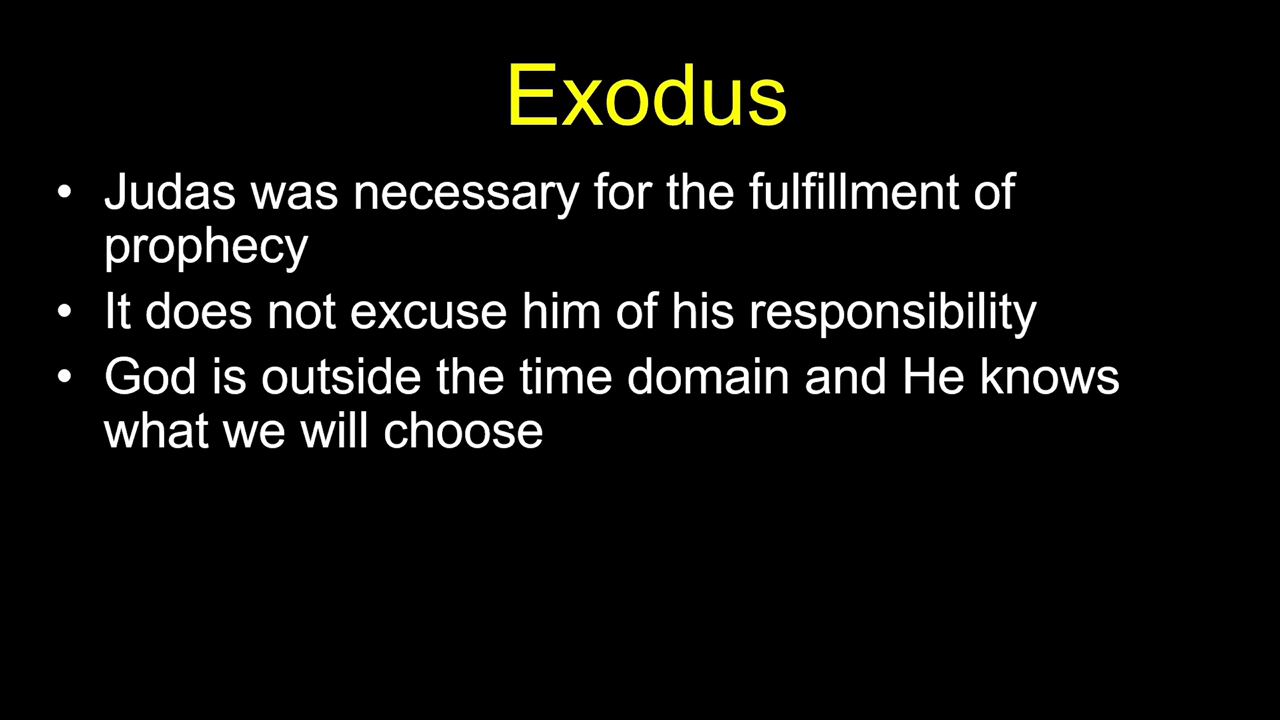 Exodus
• Judas was necessary for the fulfillment of
prophecy
• It does not excuse him of his responsibility
• God is outside the time domain and He knows
what we will choose